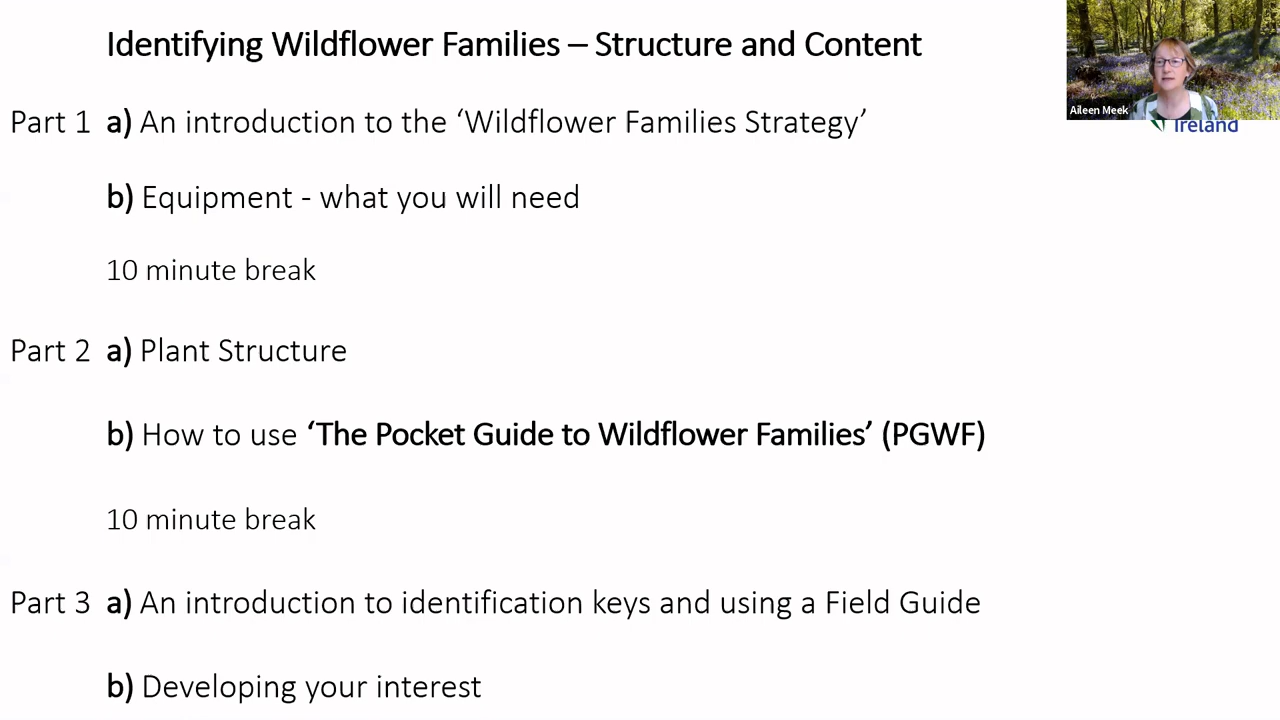 Identifying Wildflower Families – Structure and Content
Part 1 a) An introduction to the ‘Wildflower Families Strategy’
Aileen Meek
Ireland
b) Equipment - what you will need
10 minute break
Part 2 a) Plant Structure
b) How to use ‘The Pocket Guide to Wildflower Families’ (PGWF)
10 minute break
Part 3 a) An introduction to identification keys and using a Field Guide
b) Developing your interest